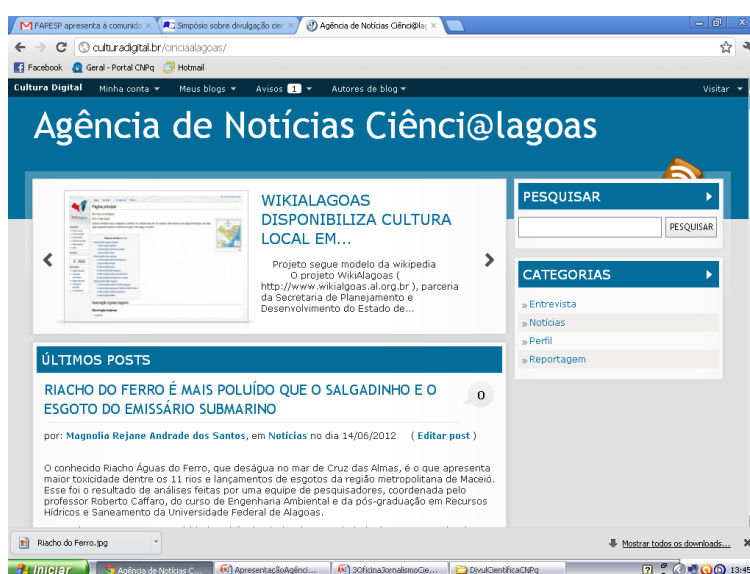 FAPESP apresenta à comunida
Simpósio sobre divulgação cien
Agência de Notícias Ciênci@lag
culturadigital.br/cinciaalagoas/
Facebook Geral - Portal CNPq Hotmail
Cultura Digital Minha conta Meus blogs Avisos 1 Autores de blog Visitar
Agência de Notícias Ciênci@lagoas
WIKIALAGOAS
DISPONIBILIZA CULTURA
LOCAL EM...
Projeto segue modelo da wikipedia
O projeto WikiAlagoas (
http://www.wikialgoas.al.org.br ), parceria
da Secretaria de Planejamento e
Desenvolvimento do Estado de...
PESQUISAR
PESQUISAR
CATEGORIAS
» Entrevista
» Notícias
» Perfil
» Reportagem
ÚLTIMOS POSTS
RIACHO DO FERRO É MAIS POLUÍDO QUE O SALGADINHO E O
ESGOTO DO EMISSÁRIO SUBMARINO
0
por: Magnolia Rejane Andrade dos Santos, em Notícias no dia 14/06/2012 ( Editar post )
O conhecido Riacho Águas do Ferro, que deságua no mar de Cruz das Almas, é o que apresenta
maior toxicidade dentre os 11 rios e lançamentos de esgotos da região metropolitana de Maceió.
Esse foi o resultado de análises feitas por uma equipe de pesquisadores, coordenada pelo
professor Roberto Caffaro, do curso de Engenharia Ambiental e da pós-graduação em Recursos
Hídricos e Saneamento da Universidade Federal de Alagoas.
Riacho do Ferro.jpg
Mostrar todos os downloads...
Iniciar Agência de Notícias C... ApresentaçãoAgênci... 3OficinaJornalismoCie... DivulCientíficaCNPq 13:45